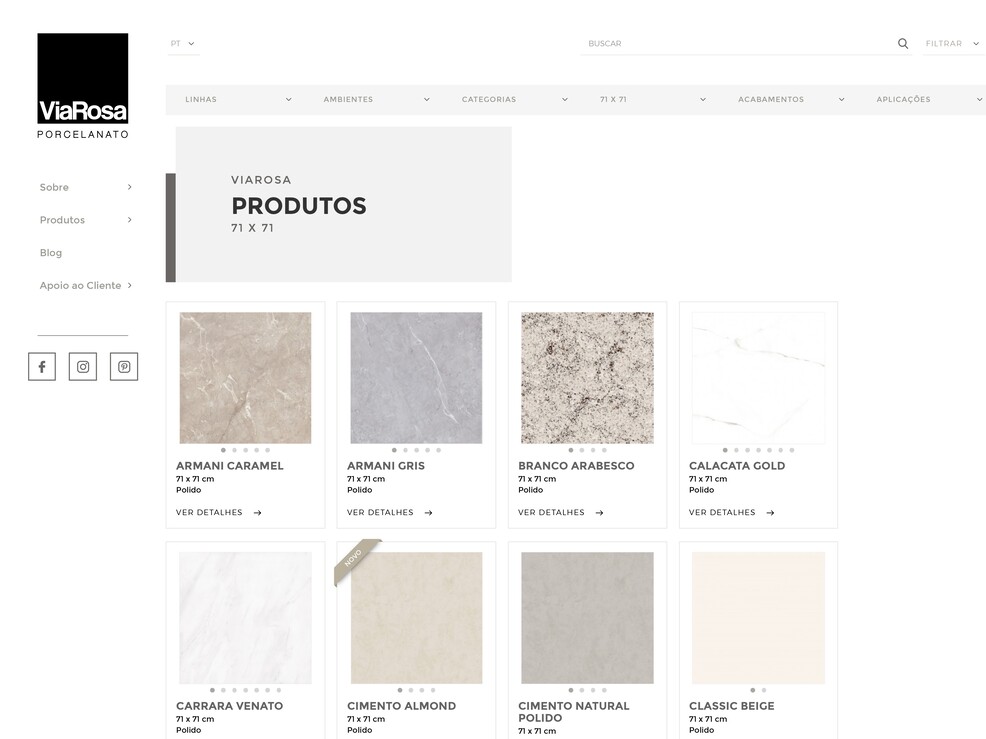 PT
BUSCAR
FILTRAR
ViaRosa
PORCELANATO
LINHAS
AMBIENTES
CATEGORIAS
71 X 71
ACABAMENTOS
APLICAÇÕES
Sobre
Produtos
Blog
Apoio ao Cliente
VIAROSA
PRODUTOS
71 X 71
ARMANI CARAMEL
71 x 71 cm
Polido
VER DETALHES
ARMANI GRIS
71 x 71 cm
Polido
VER DETALHES
BRANCO ARABESCO
71 x 71 cm
Polido
VER DETALHES
CALACATA GOLD
71 x 71 cm
Polido
VER DETALHES
CARRARA VENATO
71 x 71 cm
Polido
NOVO
CIMENTO ALMOND
71 x 71 cm
Polido
CIMENTO NATURAL
POLIDO
71 x 71 cm
CLASSIC BEIGE
71 x 71 cm
Polido